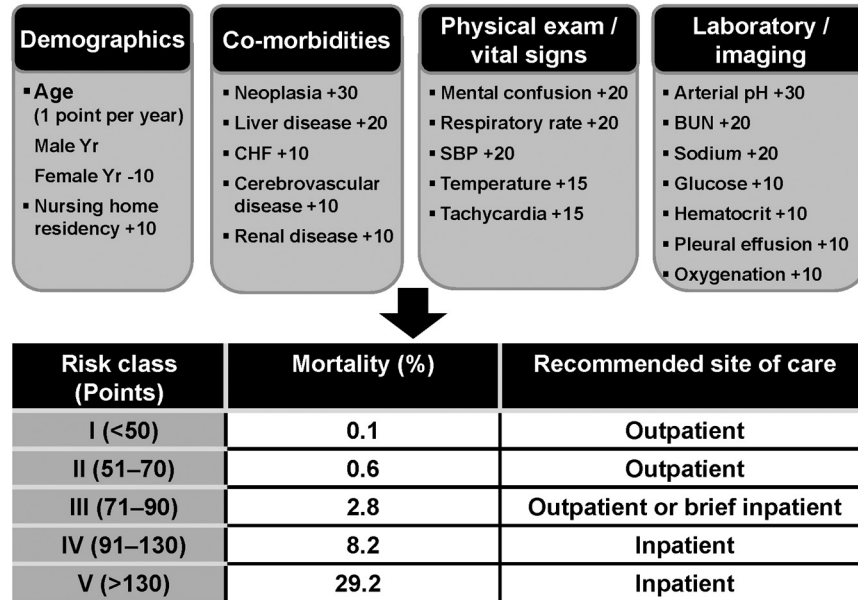 Demographics
▪ Age
(1 point per year)
Male Yr
Female Yr -10
▪ Nursing home
residency +10
Co-morbidities
▪ Neoplasia +30
▪ Liver disease +20
▪ CHF +10
▪ Cerebrovascular
disease +10
▪ Renal disease +10
Physical exam /
vital signs
▪ Mental confusion +20
▪ Respiratory rate +20
▪ SBP +20
▪ Temperature +15
▪ Tachycardia +15
Laboratory /
imaging
▪ Arterial pH +30
▪ BUN +20
▪ Sodium +20
▪ Glucose +10
▪ Hematocrit +10
▪ Pleural effusion +10
▪ Oxygenation +10
Risk class
(Points) Mortality (%) Recommended site of care
I (<50) 0.1 Outpatient
II (51–70) 0.6 Outpatient
III (71–90) 2.8 Outpatient or brief inpatient
IV (91–130) 8.2 Inpatient
V (>130) 29.2 Inpatient